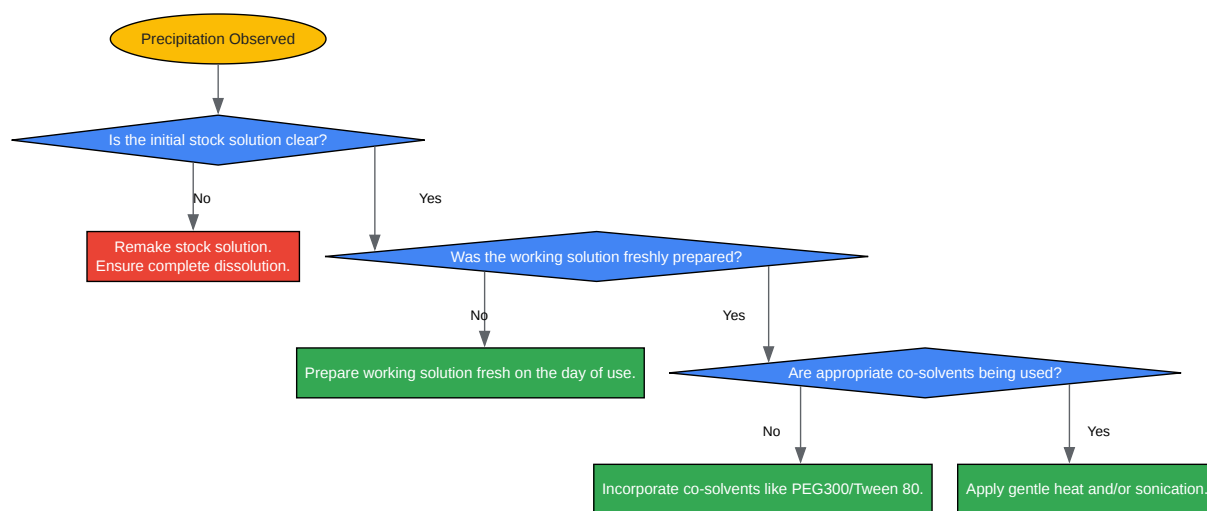 Precipitation Observed
Is the initial stock solution clear?
No
Yes
Remake stock solution.
Ensure complete dissolution.
Was the working solution freshly prepared?
No
Yes
Prepare working solution fresh on the day of use.
Are appropriate co-solvents being used?
No
Yes
Incorporate co-solvents like PEG300/Tween 80.
Apply gentle heat and/or sonication.